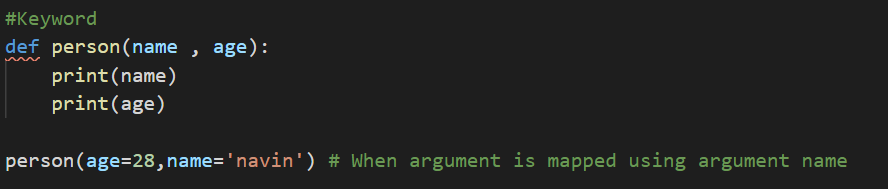 #Keyword
def person(name , age):
    print(name)
    print(age)
person(age=28,name='navin') # When argument is mapped using argument name